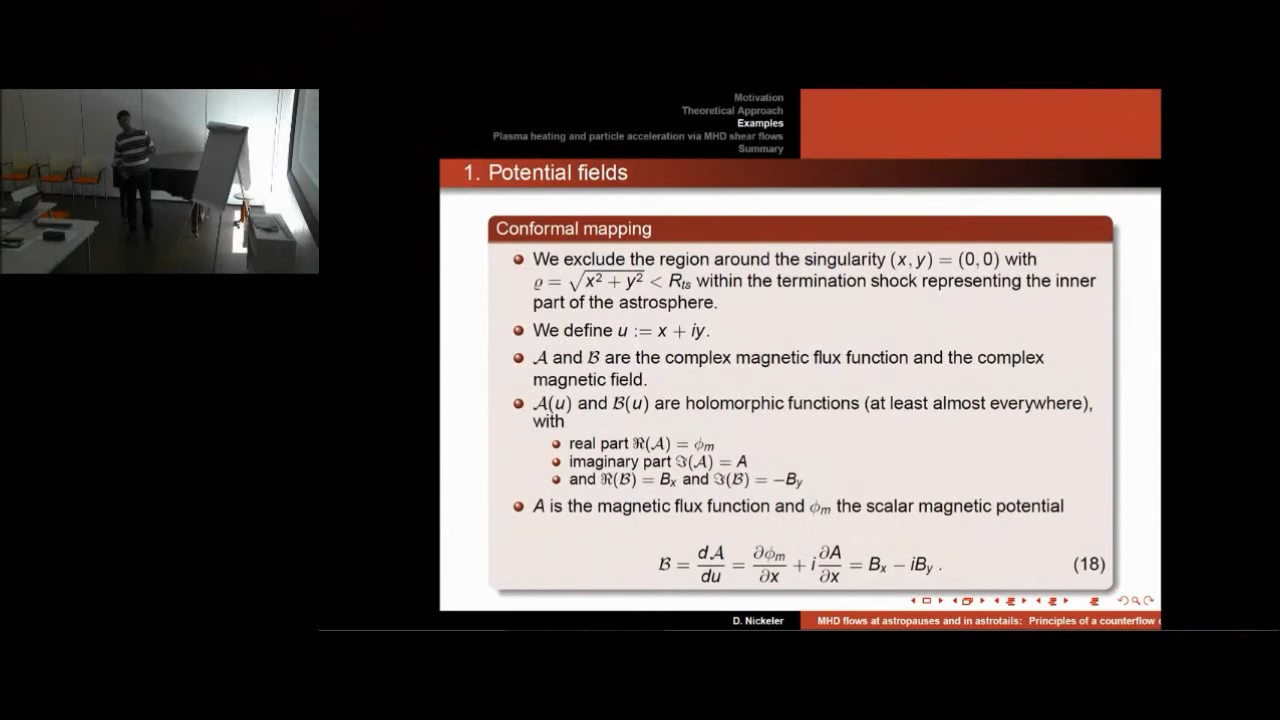 Motivation
Theoretical Approach
Examples
Plasma heating and particle acceleration via MHD shear flows
Summary
1. Potential fields
Conformal mapping
We exclude the region around the singularity (x, y) = (0, 0) with
ϱ = √(x² + y²) < R_ts within the termination shock representing the inner
part of the astrosphere.
We define u := x + iy.
𝒜 and ℬ are the complex magnetic flux function and the complex
magnetic field.
𝒜(u) and ℬ(u) are holomorphic functions (at least almost everywhere),
with
real part ℜ(𝒜) = ϕ_m
imaginary part ℑ(𝒜) = A
and ℜ(ℬ) = B_x and ℑ(ℬ) = −B_y
A is the magnetic flux function and ϕ_m the scalar magnetic potential
ℬ = d𝒜/du = ∂ϕ_m/∂x + i ∂A/∂x = B_x − iB_y . (18)
D. Nickeler
MHD flows at astropauses and in astrotails: Principles of a counterflow